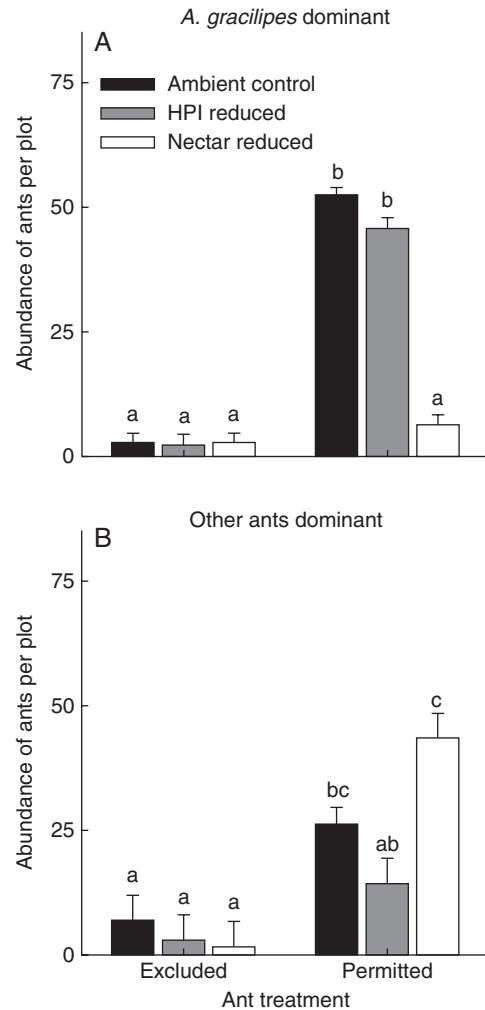 A. gracilipes dominant
A
75
Ambient control
HPI reduced
Nectar reduced
Abundance of ants per plot
50
25
0
a a a
b b a
Other ants dominant
B
75
Abundance of ants per plot
50
25
0
a a a
bc ab c
Excluded Permitted
Ant treatment